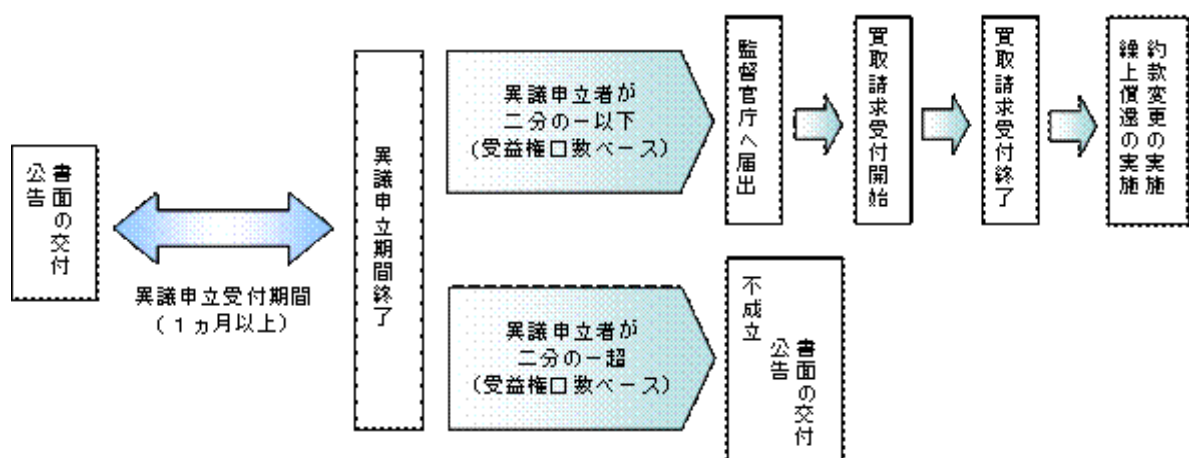 書面の交付
公告
異議申立受付期間
(1ヵ月以上)
異議申立期間終了
異議申立者が
二分の一以下
(受益権口数ベース)
監督官庁へ届出
買取請求受付開始
買取請求受付終了
約款変更の実施
繰上償還の実施
異議申立者が
二分の一超
(受益権口数ベース)
不成立
書面の交付
公告